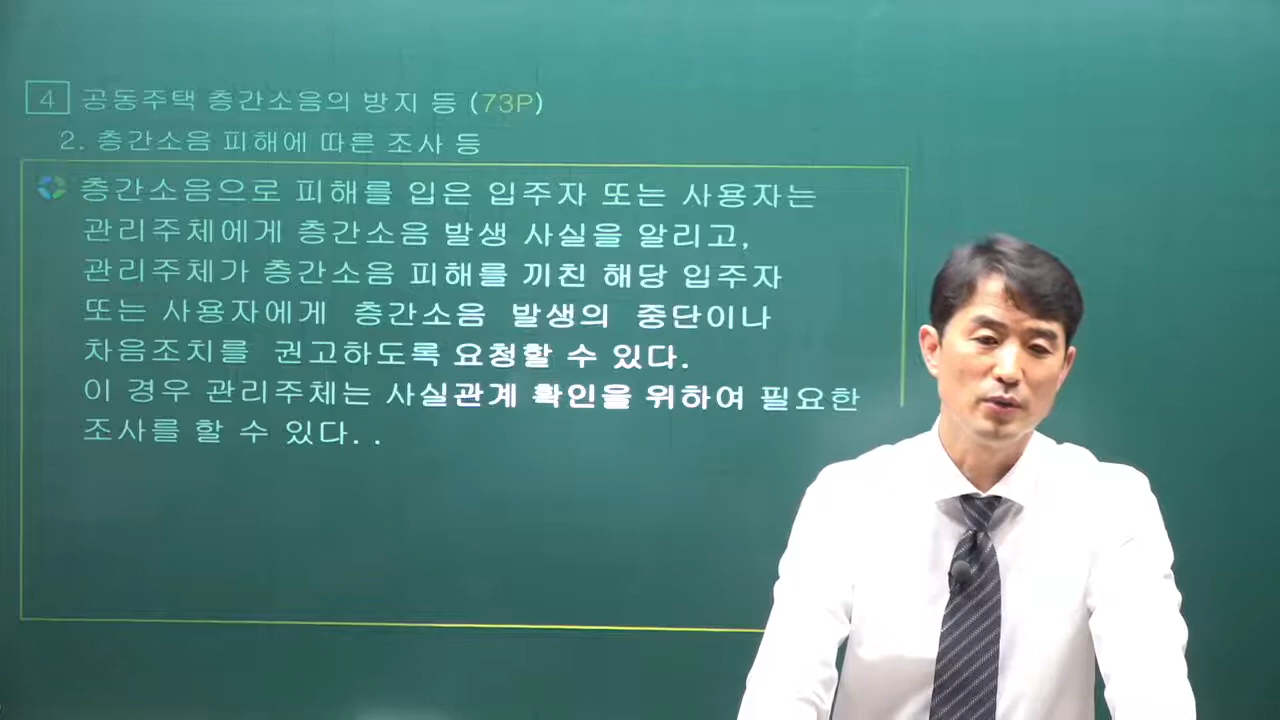 4 공동주택 층간소음의 방지 등 (73P)
2. 층간소음 피해에 따른 조사 등
층간소음으로 피해를 입은 입주자 또는 사용자는
관리주체에게 층간소음 발생 사실을 알리고,
관리주체가 층간소음 피해를 끼친 해당 입주자
또는 사용자에게 층간소음 발생의 중단이나
차음조치를 권고하도록 요청할 수 있다.
이 경우 관리주체는 사실관계 확인을 위하여 필요한
조사를 할 수 있다. .